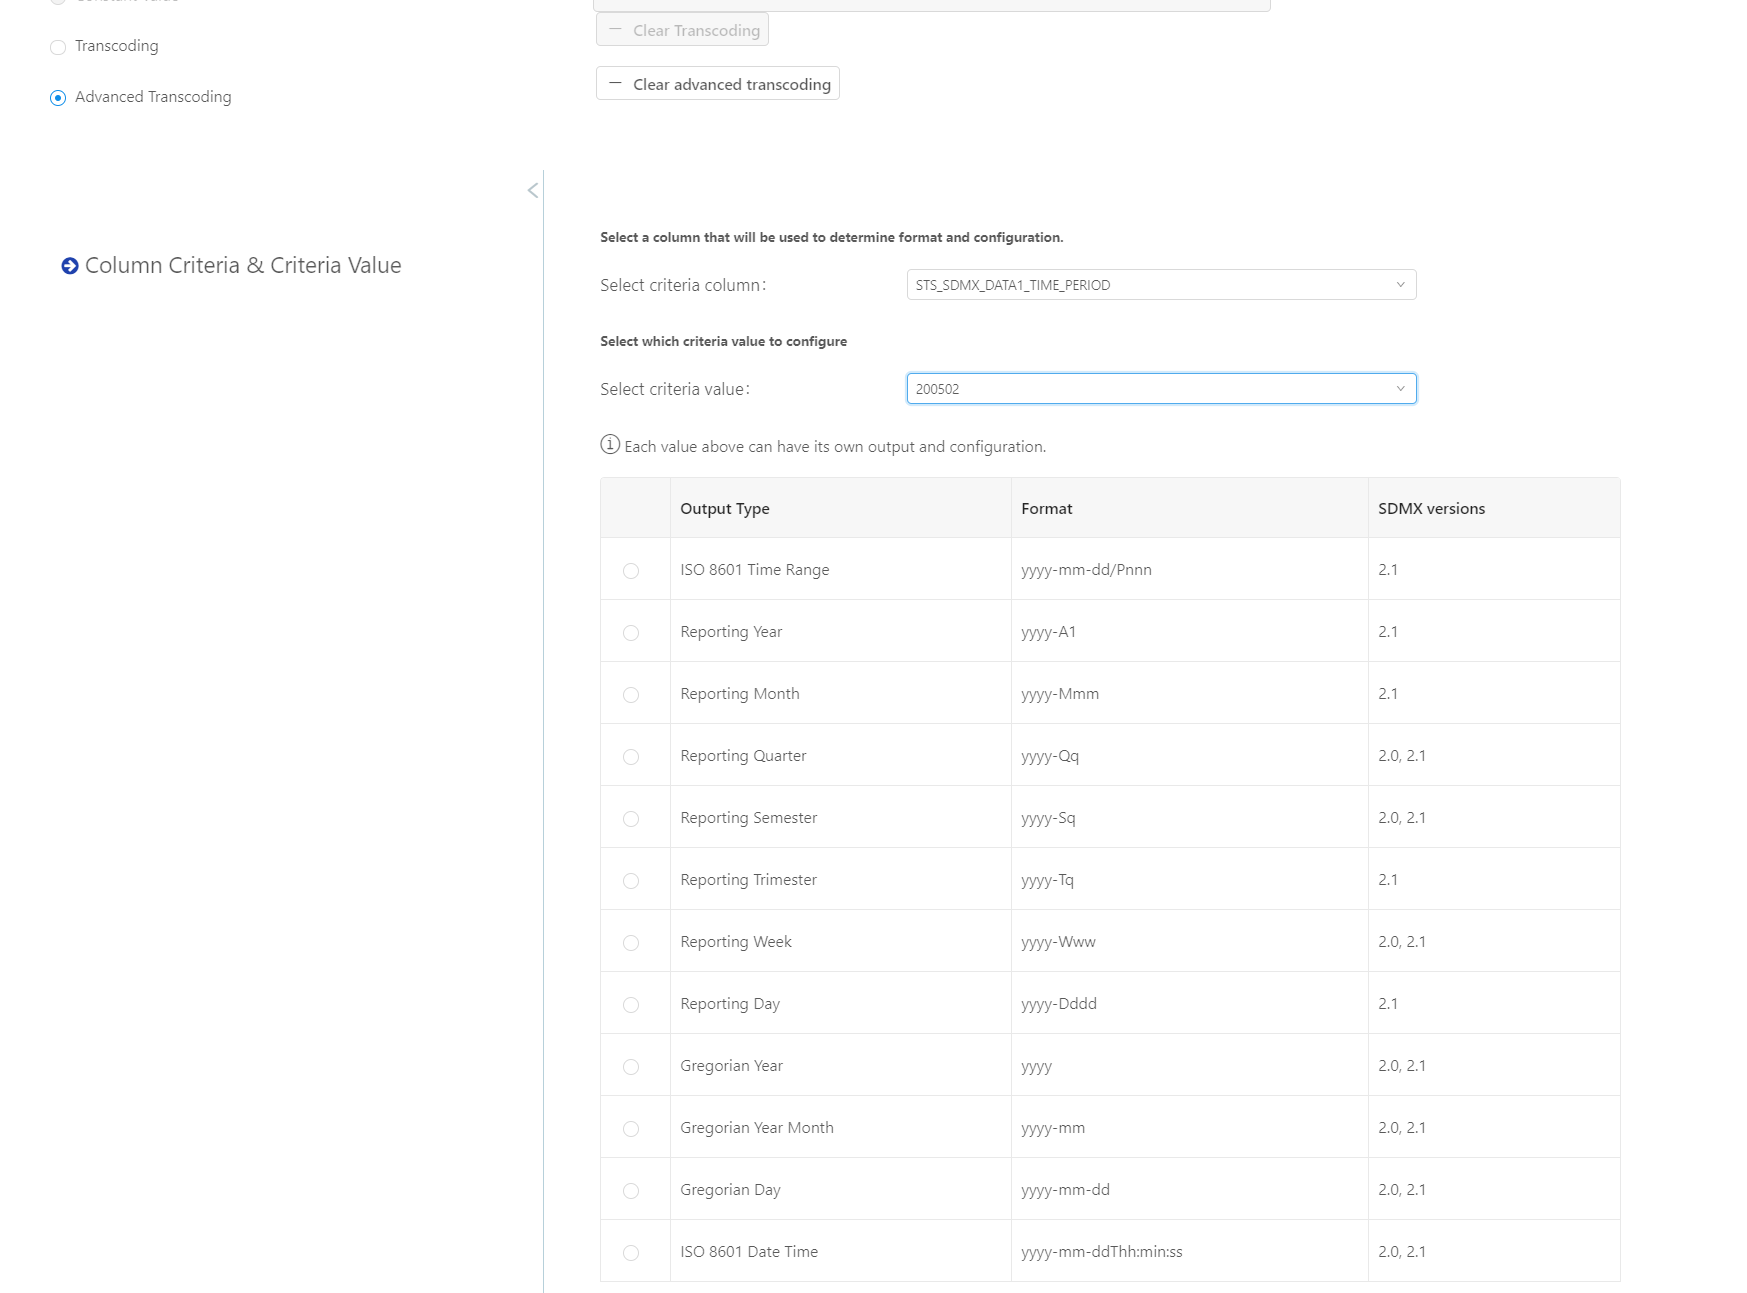 Constant Value
Transcoding
Advanced Transcoding
Clear Transcoding
Clear advanced transcoding
Column Criteria & Criteria Value
Select a column that will be used to determine format and configuration.
Select criteria column: STS_SDMX_DATA1_TIME_PERIOD
Select which criteria value to configure
Select criteria value: 200502
Each value above can have its own output and configuration.
Output Type Format SDMX versions
ISO 8601 Time Range yyyy-mm-dd/Pnnn 2.1
Reporting Year yyyy-A1 2.1
Reporting Month yyyy-Mmm 2.1
Reporting Quarter yyyy-Qq 2.0, 2.1
Reporting Semester yyyy-Sq 2.0, 2.1
Reporting Trimester yyyy-Tq 2.1
Reporting Week yyyy-Www 2.0, 2.1
Reporting Day yyyy-Dddd 2.1
Gregorian Year yyyy 2.0, 2.1
Gregorian Year Month yyyy-mm 2.0, 2.1
Gregorian Day yyyy-mm-dd 2.0, 2.1
ISO 8601 Date Time yyyy-mm-ddThh:min:ss 2.0, 2.1